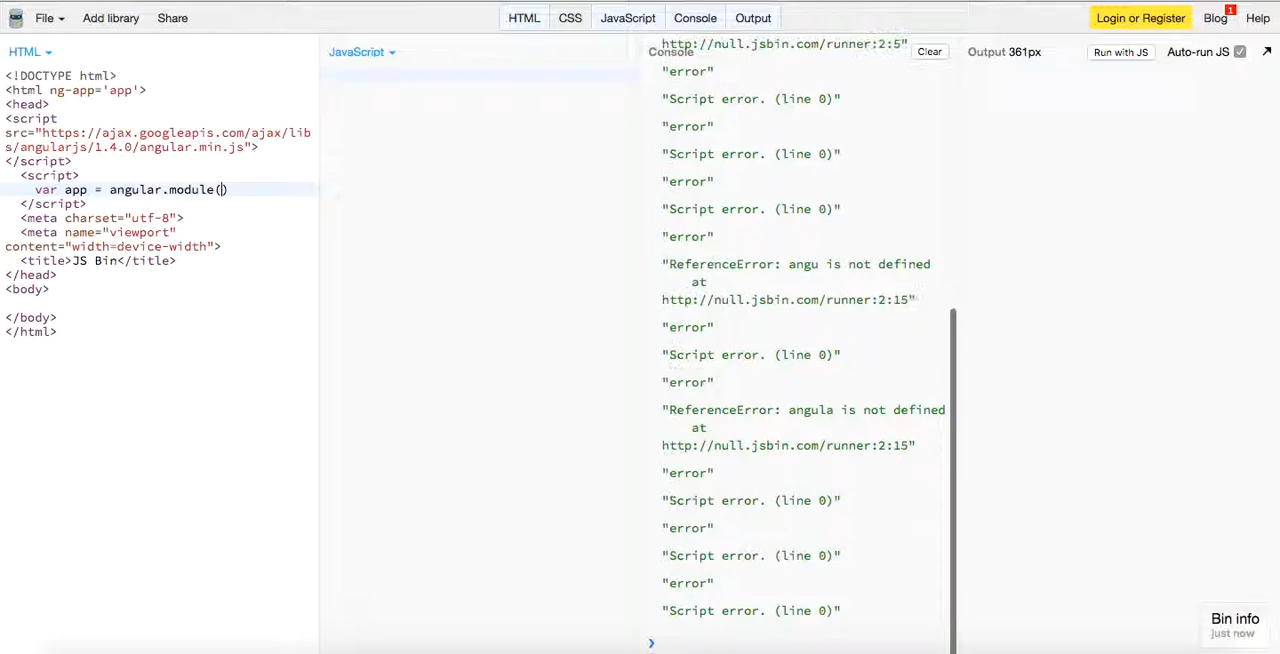 File Add library Share HTML CSS JavaScript Console Output Login or Register Blog 1 Help
HTML
<!DOCTYPE html>
<html ng-app='app'>
<head>
<script
src="https://ajax.googleapis.com/ajax/lib
s/angularjs/1.4.0/angular.min.js">
</script>
<script>
var app = angular.module()
</script>
<meta charset="utf-8">
<meta name="viewport"
content="width=device-width">
<title>JS Bin</title>
</head>
<body>
</body>
</html>
JavaScript
Console Clear
http://null.jsbin.com/runner:2:5"
"error"
"Script error. (line 0)"
"error"
"Script error. (line 0)"
"error"
"Script error. (line 0)"
"error"
"ReferenceError: angu is not defined
at
http://null.jsbin.com/runner:2:15"
"error"
"Script error. (line 0)"
"error"
"ReferenceError: angula is not defined
at
http://null.jsbin.com/runner:2:15"
"error"
"Script error. (line 0)"
"error"
"Script error. (line 0)"
"error"
"Script error. (line 0)"
Output 361px Run with JS Auto-run JS
Bin info
just now